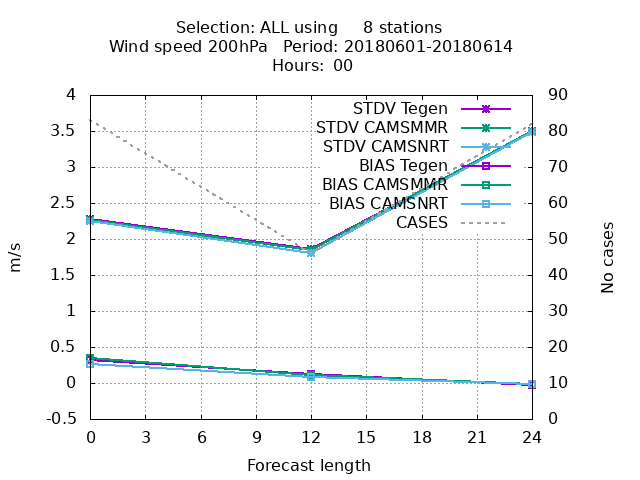 Selection: ALL using     8 stations
Wind speed 200hPa   Period: 20180601-20180614
Hours:  00
4
3.5
3
2.5
2
1.5
1
0.5
0
-0.5
m/s
STDV Tegen
STDV CAMSMMR
STDV CAMSNRT
BIAS Tegen
BIAS CAMSMMR
BIAS CAMSNRT
CASES
90
80
70
60
50
40
30
20
10
0
No cases
0 3 6 9 12 15 18 21 24
Forecast length